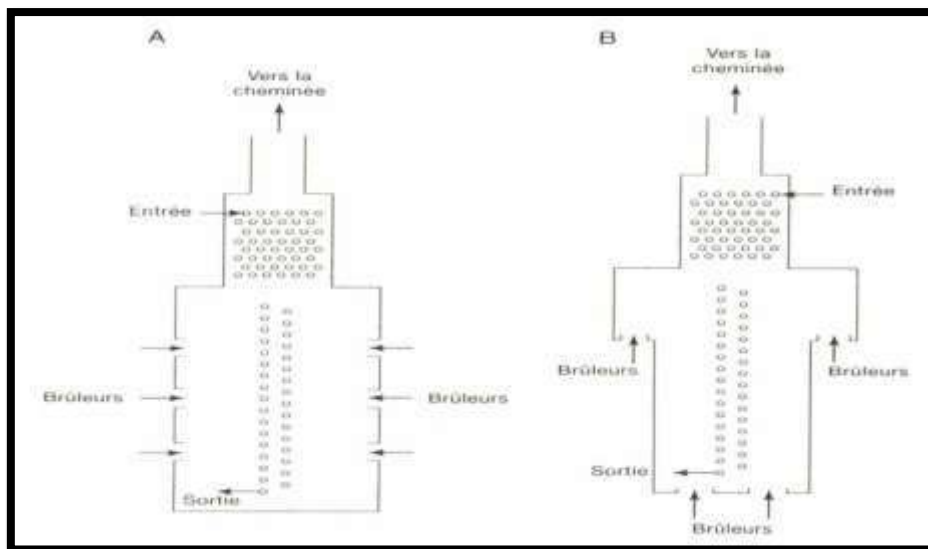 A
Vers la
cheminée
Entrée
Brûleurs
Brûleurs
Sortie
B
Vers la
cheminée
Entrée
Brûleurs
Brûleurs
Sortie
Brûleurs